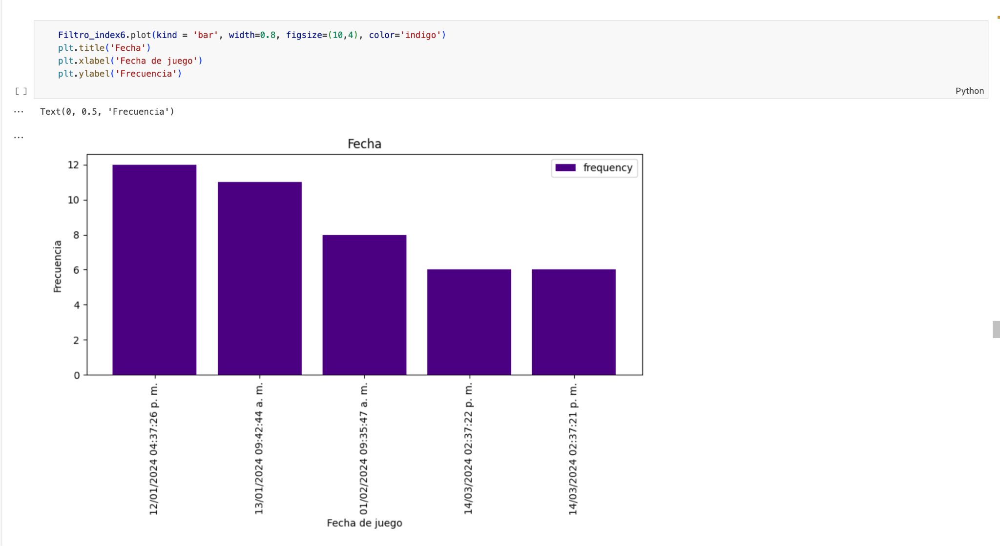 Filtro_index6.plot(kind = 'bar', width=0.8, figsize=(10,4), color='indigo')
plt.title('Fecha')
plt.xlabel('Fecha de juego')
plt.ylabel('Frecuencia')
[ ]
Python
... Text(0, 0.5, 'Frecuencia')
...
Fecha
frequency
12
10
8
6
4
2
0
Frecuencia
12/01/2024 04:37:26 p. m.
13/01/2024 09:42:44 a. m.
01/02/2024 09:35:47 a. m.
14/03/2024 02:37:22 p. m.
14/03/2024 02:37:21 p. m.
Fecha de juego